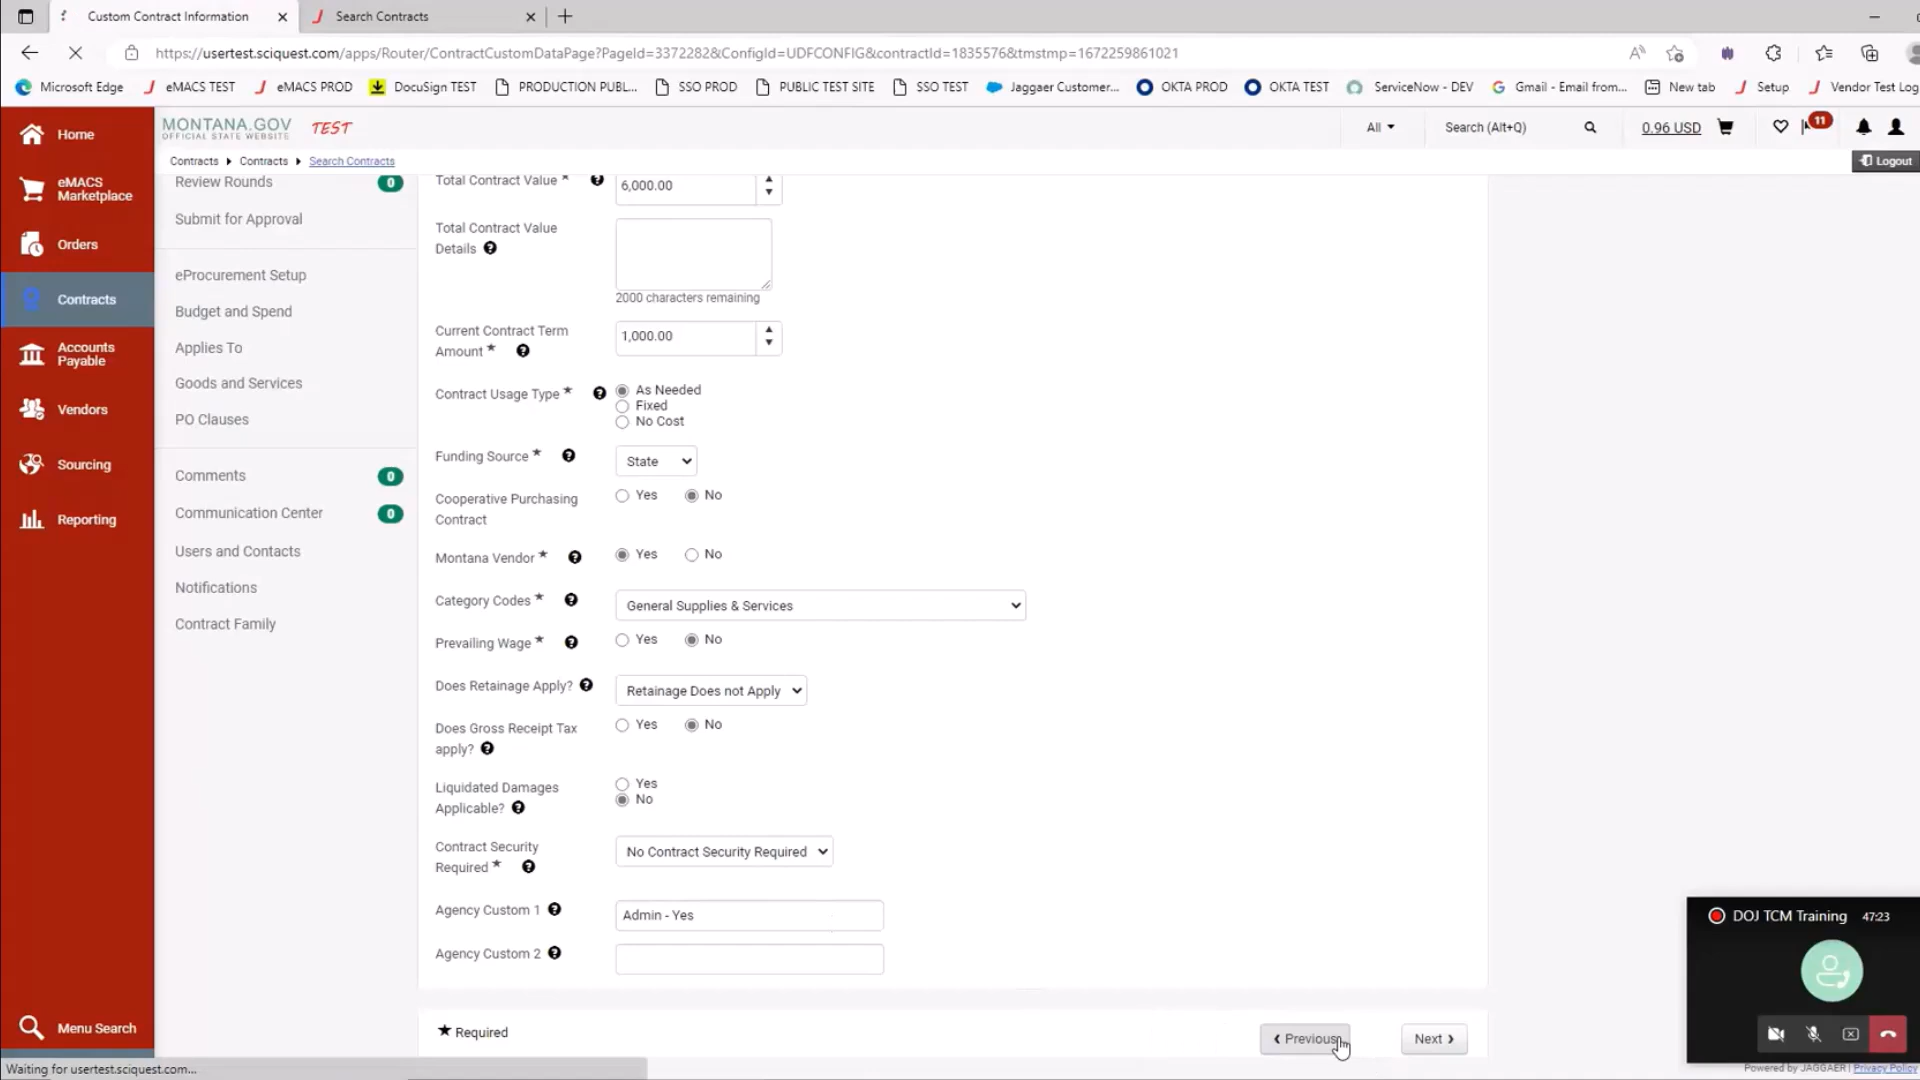 Custom Contract Information
Search Contracts
https://usertest.sciquest.com/apps/Router/ContractCustomDataPage?PageId=3372282&ConfigId=UDFCONFIG&contractId=1835576&tmstmp=1672259861021
Microsoft Edge
eMACS TEST
eMACS PROD
DocuSign TEST
PRODUCTION PUBL...
SSO PROD
PUBLIC TEST SITE
SSO TEST
Jaggaer Customer...
OKTA PROD
OKTA TEST
ServiceNow - DEV
Gmail - Email from...
New tab
Setup
Vendor Test Log
Home
eMACS
Marketplace
Orders
Contracts
Accounts
Payable
Vendors
Sourcing
Reporting
Menu Search
MONTANA.GOV
OFFICIAL STATE WEBSITE
TEST
All
Search (Alt+Q)
0.96 USD
11
Logout
Contracts
Contracts
Search Contracts
Review Rounds 0
Submit for Approval
eProcurement Setup
Budget and Spend
Applies To
Goods and Services
PO Clauses
Comments 0
Communication Center 0
Users and Contacts
Notifications
Contract Family
Total Contract Value * 6,000.00
Total Contract Value
Details
2000 characters remaining
Current Contract Term
Amount * 1,000.00
Contract Usage Type * As Needed
Fixed
No Cost
Funding Source * State
Cooperative Purchasing
Contract Yes No
Montana Vendor * Yes No
Category Codes * General Supplies & Services
Prevailing Wage * Yes No
Does Retainage Apply? Retainage Does not Apply
Does Gross Receipt Tax
apply? Yes No
Liquidated Damages
Applicable? Yes
No
Contract Security
Required * No Contract Security Required
Agency Custom 1 Admin - Yes
Agency Custom 2
★ Required
Previous
Next
DOJ TCM Training 47:23
Powered by JAGGAER | Privacy Policy
Waiting for usertest.sciquest.com...